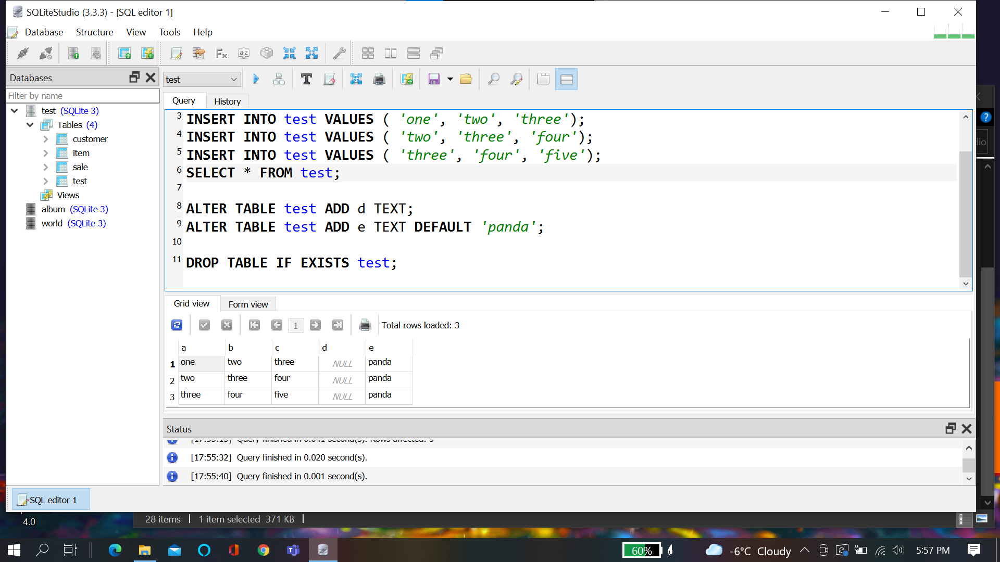 SQLiteStudio (3.3.3) - [SQL editor 1]
Database Structure View Tools Help
Databases
Filter by name
test (SQLite 3)
Tables (4)
customer
item
sale
test
Views
album (SQLite 3)
world (SQLite 3)
test
Query History
3 INSERT INTO test VALUES ( 'one', 'two', 'three');
4 INSERT INTO test VALUES ( 'two', 'three', 'four');
5 INSERT INTO test VALUES ( 'three', 'four', 'five');
6 SELECT * FROM test;
7
8 ALTER TABLE test ADD d TEXT;
9 ALTER TABLE test ADD e TEXT DEFAULT 'panda';
10
11 DROP TABLE IF EXISTS test;
Grid view Form view
1 Total rows loaded: 3
a b c d e
1 one two three NULL panda
2 two three four NULL panda
3 three four five NULL panda
Status
[17:55:32] Query finished in 0.020 second(s).
[17:55:40] Query finished in 0.001 second(s).
SQL editor 1
4.0
28 items 1 item selected 371 KB
60% -6°C Cloudy 5:57 PM